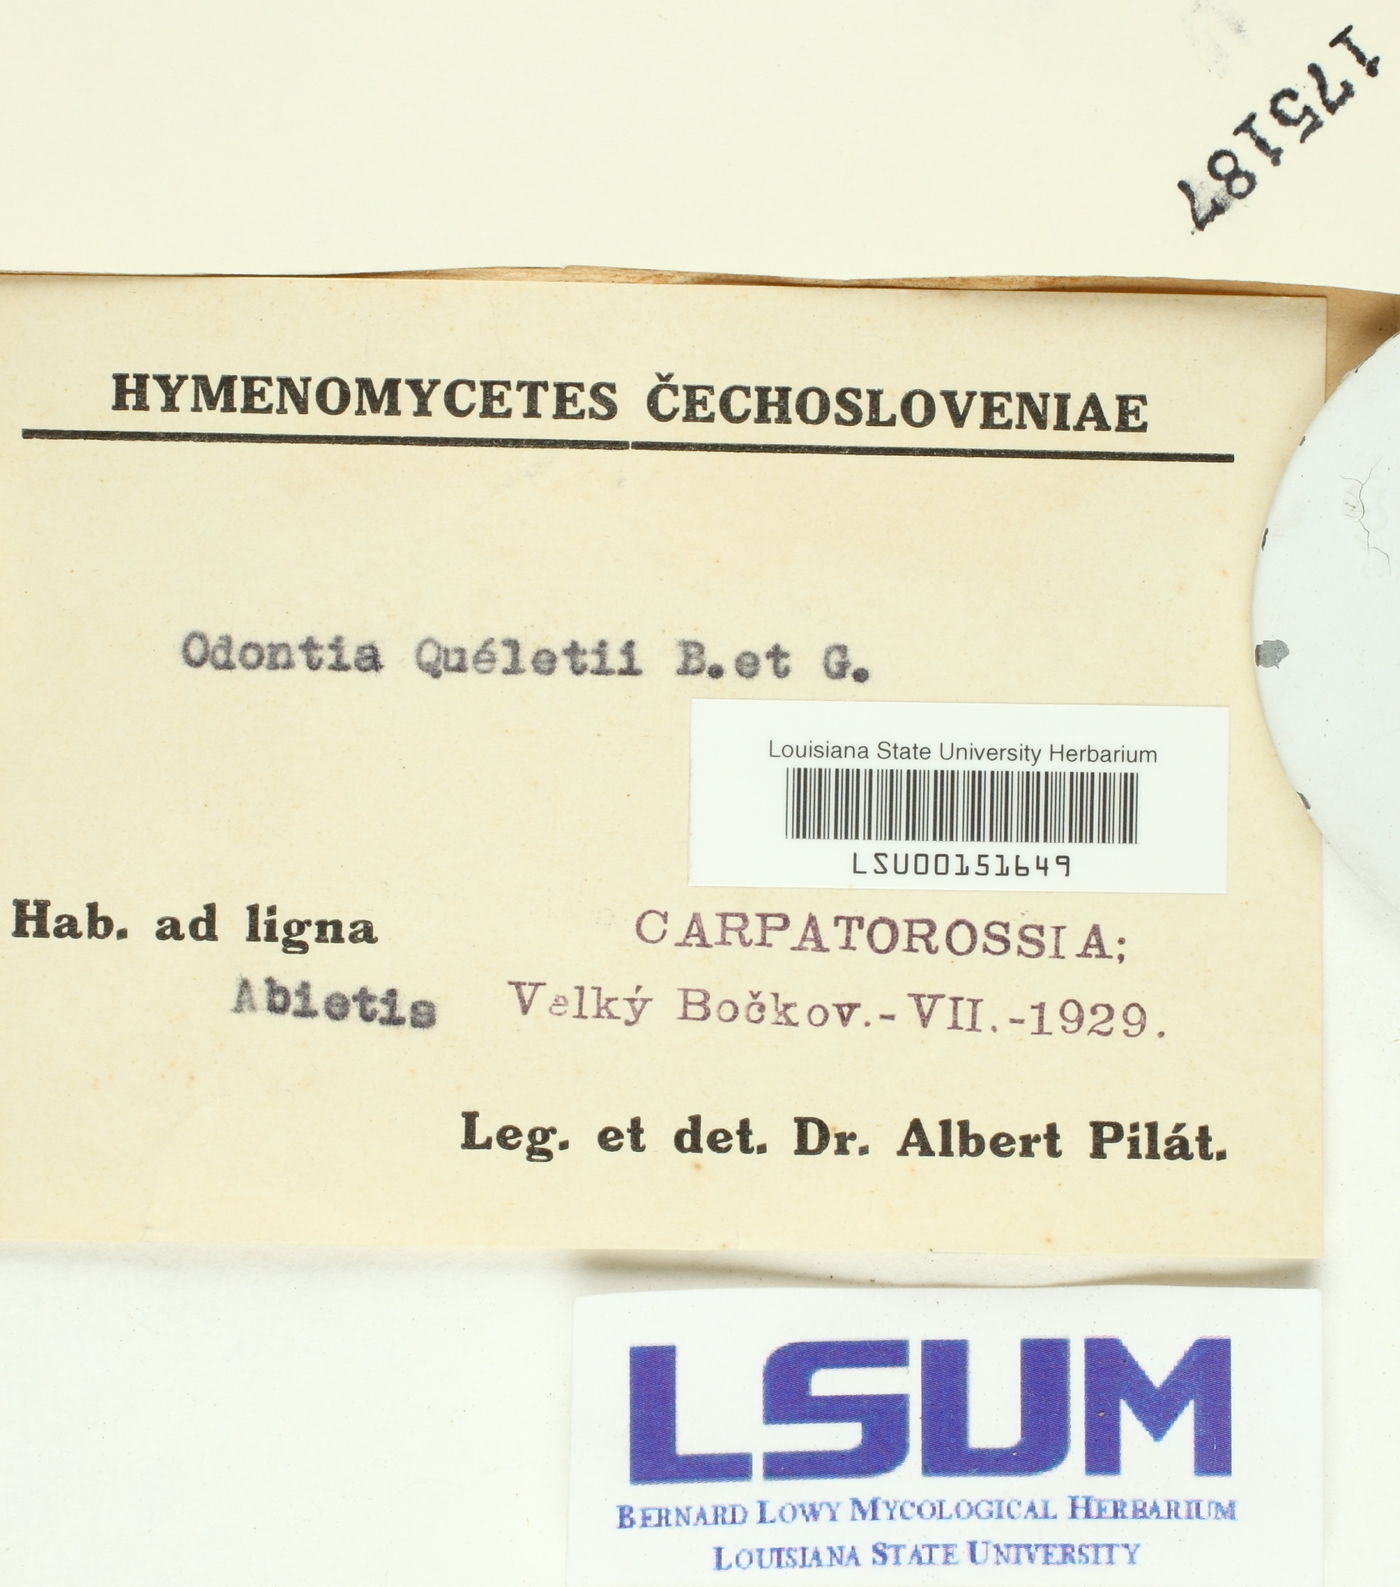 175187
HYMENOMYCETES ČECHOSLOVENIAE
Odontia Quéletii B. et G.
Louisiana State University Herbarium
LSU00151649
Hab. ad ligna
Abietis
CARPATOROSSIA;
Velký Bočkov.-VII.-1929.
Leg. et det. Dr. Albert Pilát.
LSUM
BERNARD LOWY MYCOLOGICAL HERBARIUM
LOUISIANA STATE UNIVERSITY